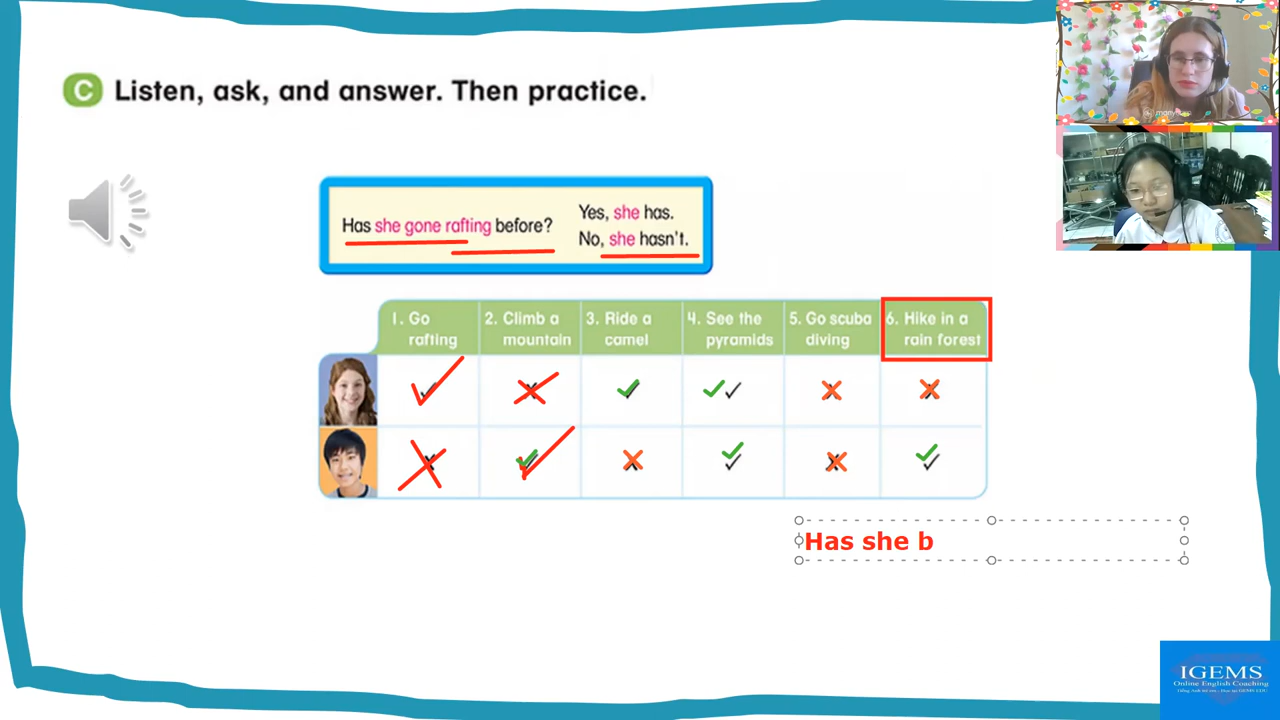 C Listen, ask, and answer. Then practice.
Has she gone rafting before?
Yes, she has.
No, she hasn't.
1. Go rafting
2. Climb a mountain
3. Ride a camel
4. See the pyramids
5. Go scuba diving
6. Hike in a rain forest
Has she b
IGEMS
Online English Coaching